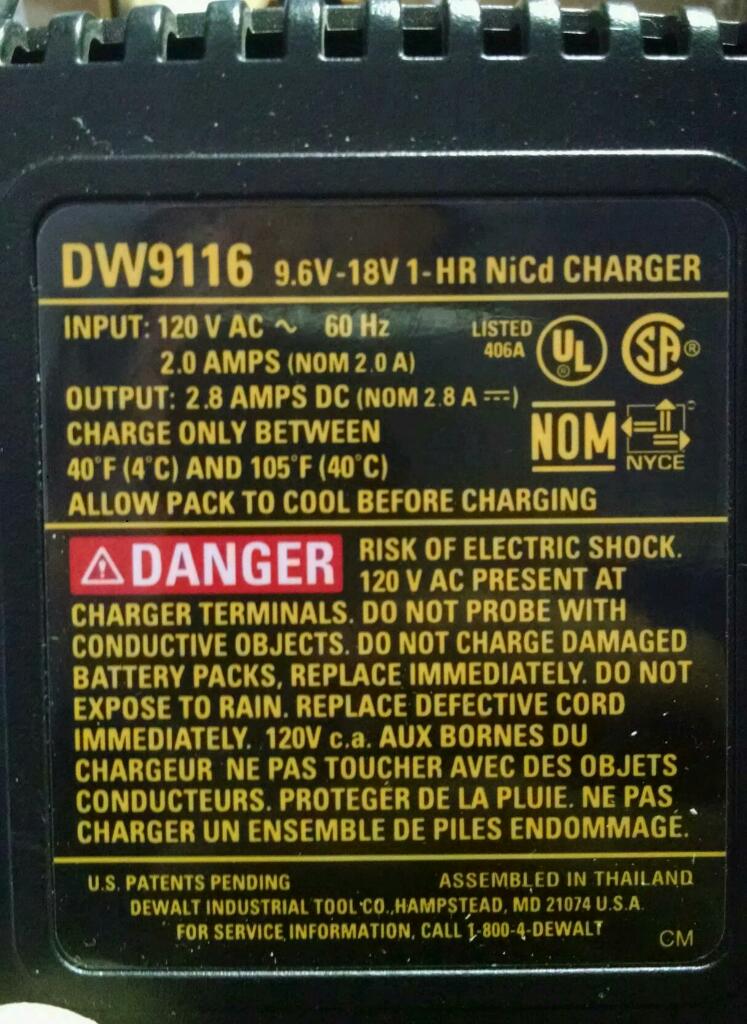 DW9116 9.6V-18V 1-HR NiCd CHARGER
INPUT: 120 V AC ~ 60 Hz
2.0 AMPS (NOM 2.0 A)
LISTED
406A
UL
®
SA ®
OUTPUT: 2.8 AMPS DC (NOM 2.8 A ⎓)
CHARGE ONLY BETWEEN
40°F (4°C) AND 105°F (40°C)
NOM
NYCE
ALLOW PACK TO COOL BEFORE CHARGING
⚠ DANGER RISK OF ELECTRIC SHOCK.
120 V AC PRESENT AT
CHARGER TERMINALS. DO NOT PROBE WITH
CONDUCTIVE OBJECTS. DO NOT CHARGE DAMAGED
BATTERY PACKS, REPLACE IMMEDIATELY. DO NOT
EXPOSE TO RAIN. REPLACE DEFECTIVE CORD
IMMEDIATELY. 120V c.a. AUX BORNES DU
CHARGEUR NE PAS TOUCHER AVEC DES OBJETS
CONDUCTEURS. PROTEGÉR DE LA PLUIE. NE PAS
CHARGER UN ENSEMBLE DE PILES ENDOMMAGÉ.
U.S. PATENTS PENDING ASSEMBLED IN THAILAND
DEWALT INDUSTRIAL TOOL CO., HAMPSTEAD, MD 21074 U.S.A.
FOR SERVICE INFORMATION, CALL 1-800-4-DEWALT
CM